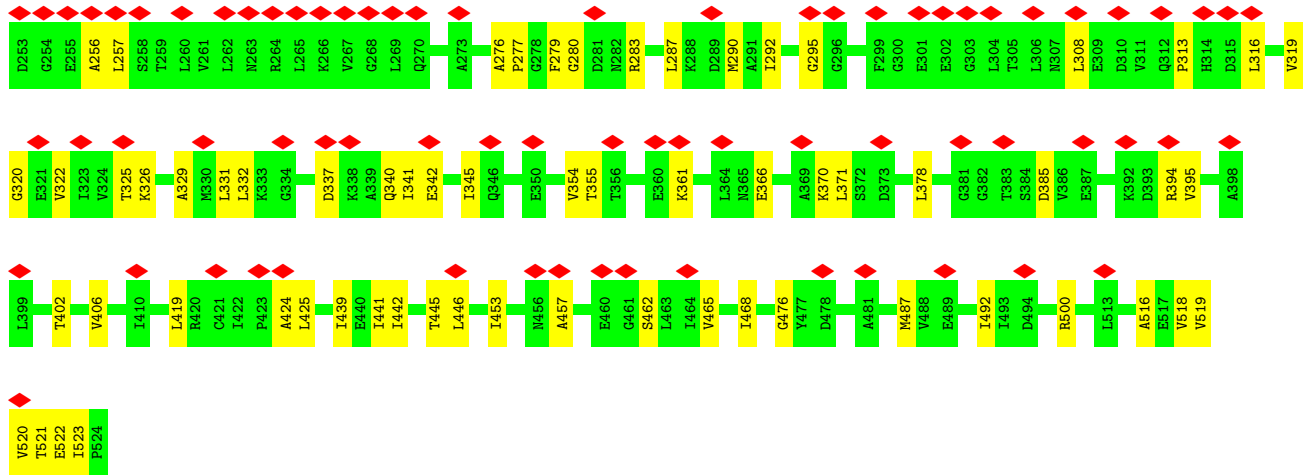 D253 G254 E255 A256 L257 S258 T259 L260 V261 L262 N263 R264 L265 K266 V267 G268 L269 Q270 A273 A276 P277 G278 F279 G280 D281 N282 R283 L287 K288 D289 M290 A291 I292 G295 G296 F299 G300 E301 E302 G303 L304 T305 L306 N307 L308 E309 D310 V311 Q312 P313 H314 D315 L316 V319
G320 E321 V322 I323 V324 T325 K326 A329 M330 L331 L332 K333 G334 D337 K338 A339 Q340 I341 E342 I345 Q346 E350 V354 T355 T356 E360 K361 L364 N365 E366 A369 K370 L371 S372 D373 L378 G381 G382 T383 S384 D385 V386 E387 K392 D393 R394 V395 A398
L399 T402 V406 I410 L419 R420 C421 I422 P423 A424 L425 I439 E440 I441 I442 T445 L446 I453 N456 A457 E460 G461 S462 L463 I464 V465 I468 G476 Y477 D478 A481 M487 V488 E489 I492 I493 D494 R500 L513 A516 E517 V518 V519
V520 T521 E522 I523 P524